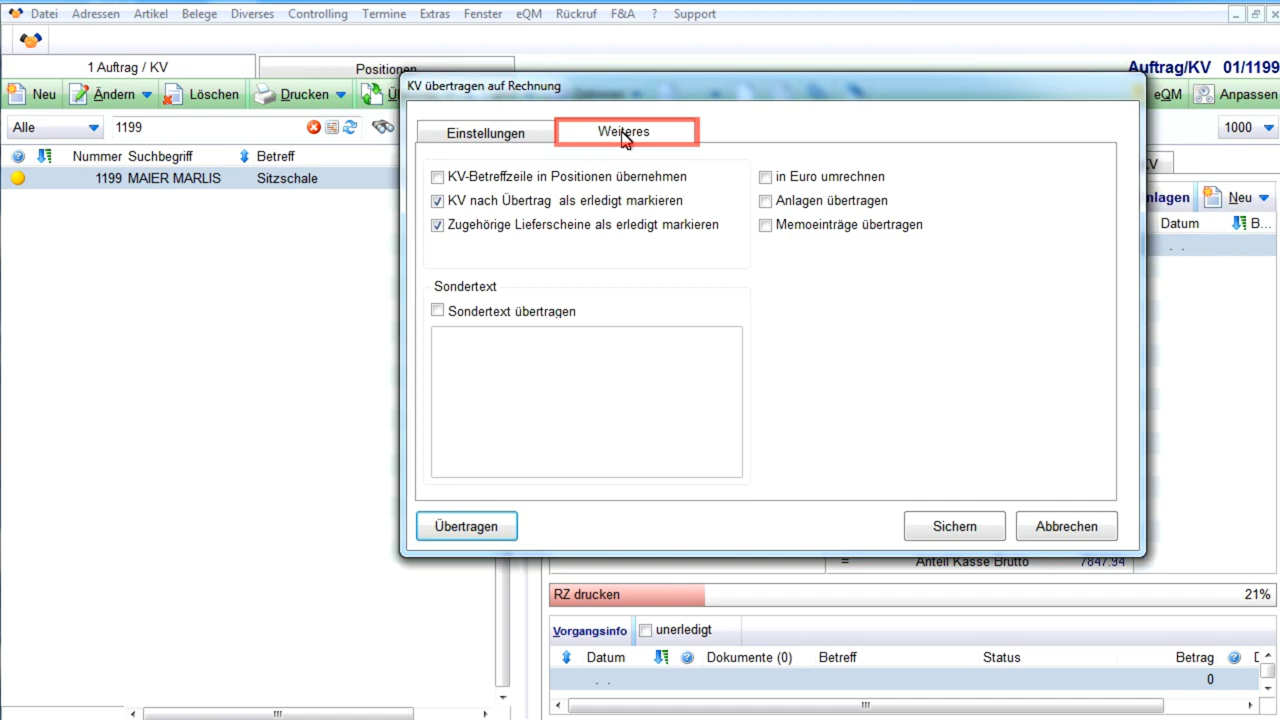 Datei Adressen Artikel Belege Diverses Controlling Termine Extras Fenster eQM Rückruf F&A ? Support
1 Auftrag / KV Positionen Auftrag/KV 01/1199
Neu Ändern Löschen Drucken Ü eQM Anpassen
Alle 1199 1000
Nummer Suchbegriff Betreff
1199 MAIER MARLIS Sitzschale
KV übertragen auf Rechnung
Einstellungen Weiteres
KV-Betreffzeile in Positionen übernehmen
KV nach Übertrag als erledigt markieren
Zugehörige Lieferscheine als erledigt markieren
in Euro umrechnen
Anlagen übertragen
Memoeinträge übertragen
Sondertext
Sondertext übertragen
Übertragen Sichern Abbrechen
KV
nlagen Neu
Datum B...
. .
= Anteil Kasse Brutto 7847.94
RZ drucken 21%
Vorgangsinfo unerledigt
Datum Dokumente (0) Betreff Status Betrag
. . 0